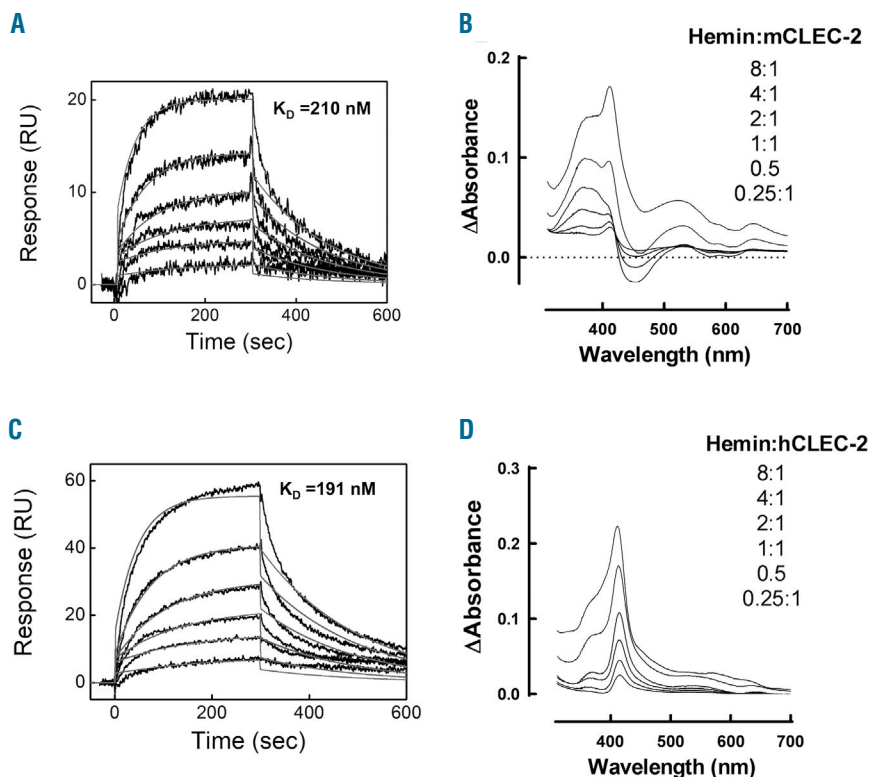 A
K_D =210 nM
Response (RU)
20
10
0
0 200 400 600
Time (sec)
B
Hemin:mCLEC-2
8:1
4:1
2:1
1:1
0.5
0.25:1
ΔAbsorbance
0.2
0.1
0.0
400 500 600 700
Wavelength (nm)
C
K_D =191 nM
Response (RU)
60
40
20
0
0 200 400 600
Time (sec)
D
Hemin:hCLEC-2
8:1
4:1
2:1
1:1
0.5
0.25:1
ΔAbsorbance
0.3
0.2
0.1
0.0
400 500 600 700
Wavelength (nm)